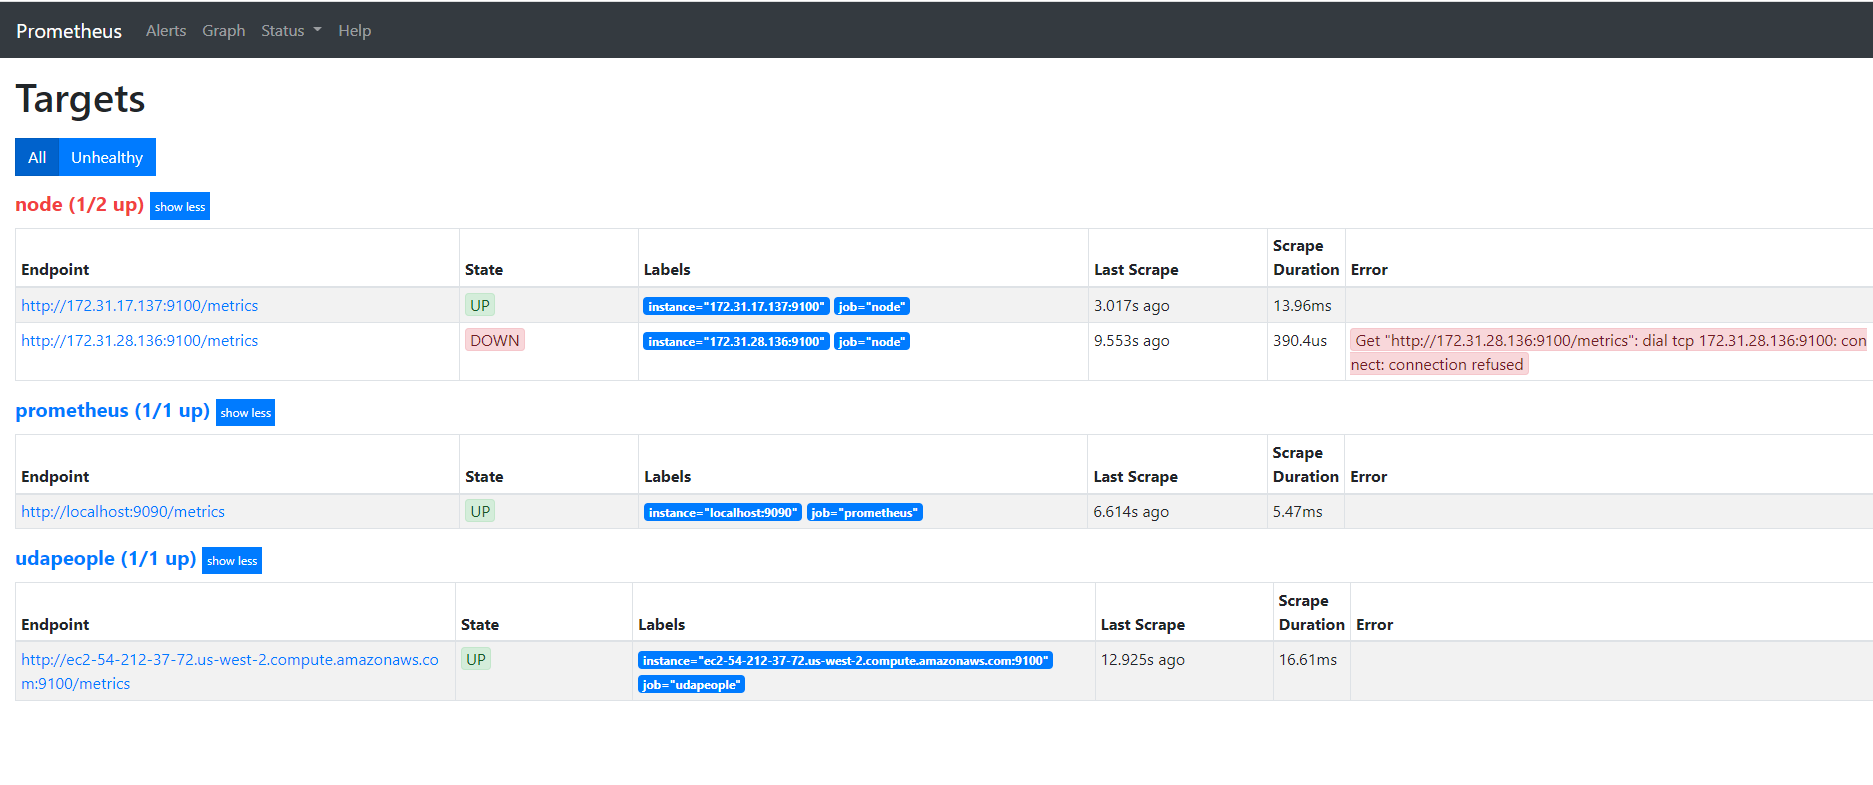 Prometheus Alerts Graph Status Help
Targets
All Unhealthy
node (1/2 up) show less
Endpoint State Labels Last Scrape Scrape Duration Error
http://172.31.17.137:9100/metrics UP instance="172.31.17.137:9100" job="node" 3.017s ago 13.96ms
http://172.31.28.136:9100/metrics DOWN instance="172.31.28.136:9100" job="node" 9.553s ago 390.4us Get "http://172.31.28.136:9100/metrics": dial tcp 172.31.28.136:9100: con
nect: connection refused
prometheus (1/1 up) show less
Endpoint State Labels Last Scrape Scrape Duration Error
http://localhost:9090/metrics UP instance="localhost:9090" job="prometheus" 6.614s ago 5.47ms
udapeople (1/1 up) show less
Endpoint State Labels Last Scrape Scrape Duration Error
http://ec2-54-212-37-72.us-west-2.compute.amazonaws.co UP instance="ec2-54-212-37-72.us-west-2.compute.amazonaws.com:9100" 12.925s ago 16.61ms
m:9100/metrics job="udapeople"